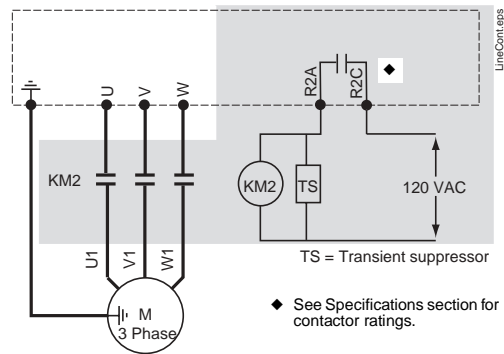 LineCont.eps
U
V
W
R2A
R2C
◆
KM2
KM2
TS
120 VAC
U1
V1
W1
TS = Transient suppressor
M
3 Phase
◆ See Specifications section for
contactor ratings.